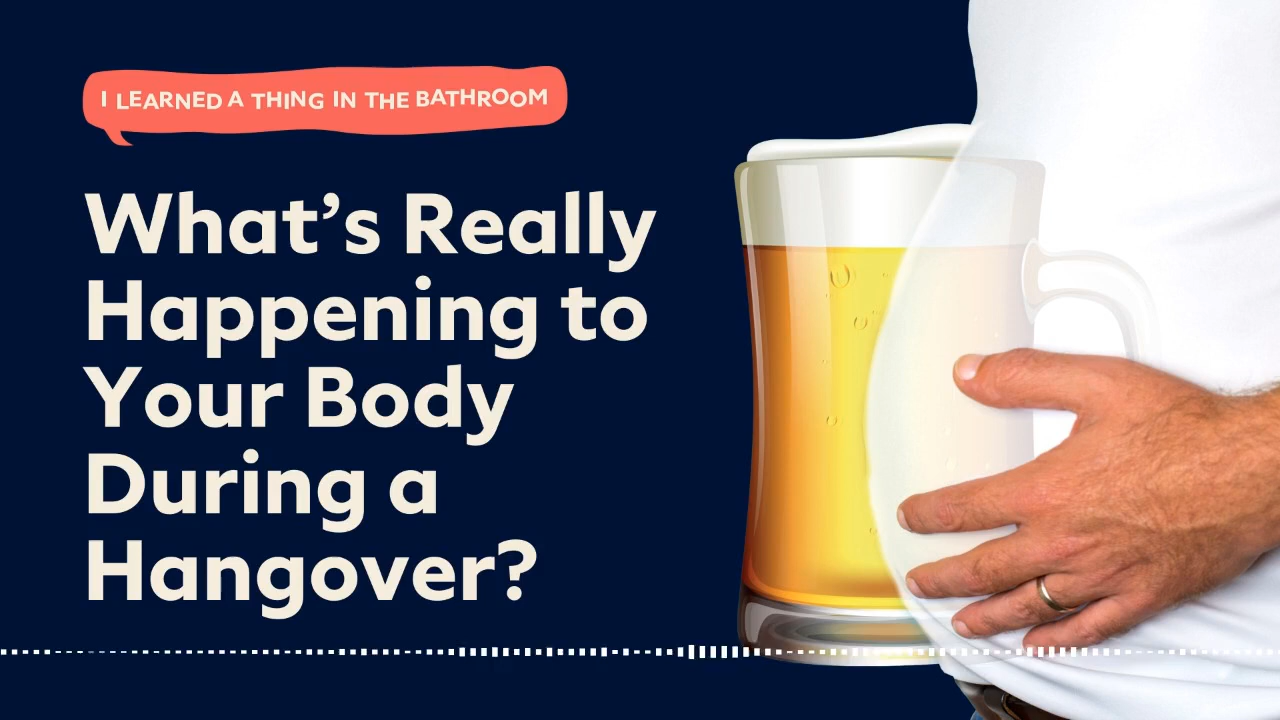 I LEARNED A THING IN THE BATHROOM
What’s Really
Happening to
Your Body
During a
Hangover?